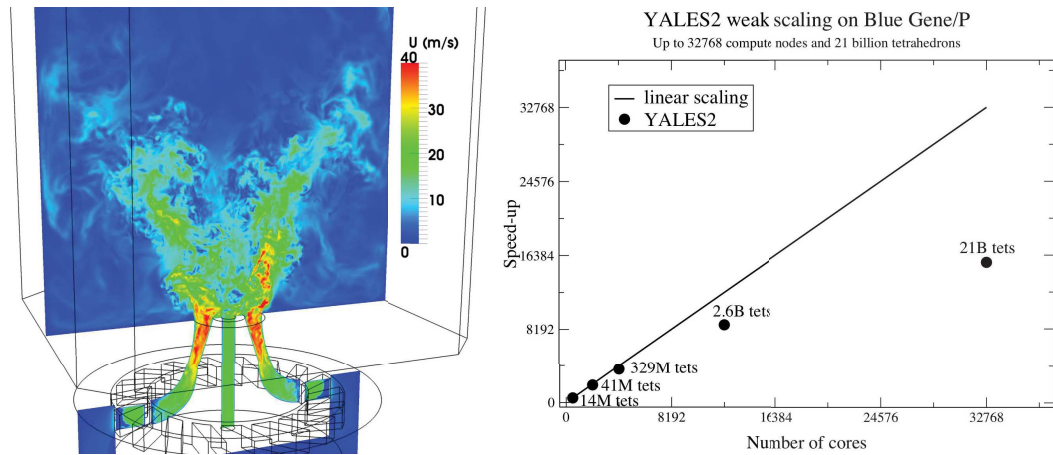 U (m/s)
40
30
20
10
0
YALES2 weak scaling on Blue Gene/P
Up to 32768 compute nodes and 21 billion tetrahedrons
linear scaling
YALES2
32768
24576
16384
8192
0
Speed-up
21B tets
2.6B tets
329M tets
41M tets
14M tets
0
8192
16384
24576
32768
Number of cores